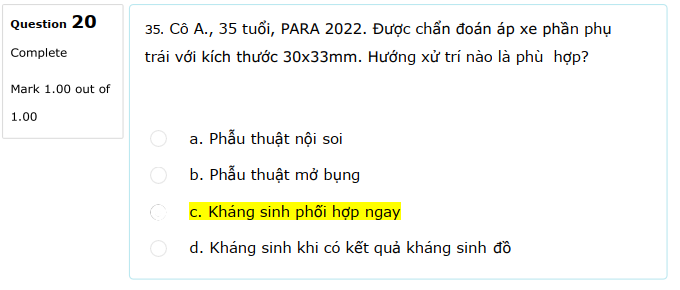 Question 20
Complete
Mark 1.00 out of
1.00
35. Cô A., 35 tuổi, PARA 2022. Được chẩn đoán áp xe phần phụ
trái với kích thước 30x33mm. Hướng xử trí nào là phù hợp?
a. Phẫu thuật nội soi
b. Phẫu thuật mở bụng
c. Kháng sinh phối hợp ngay
d. Kháng sinh khi có kết quả kháng sinh đồ